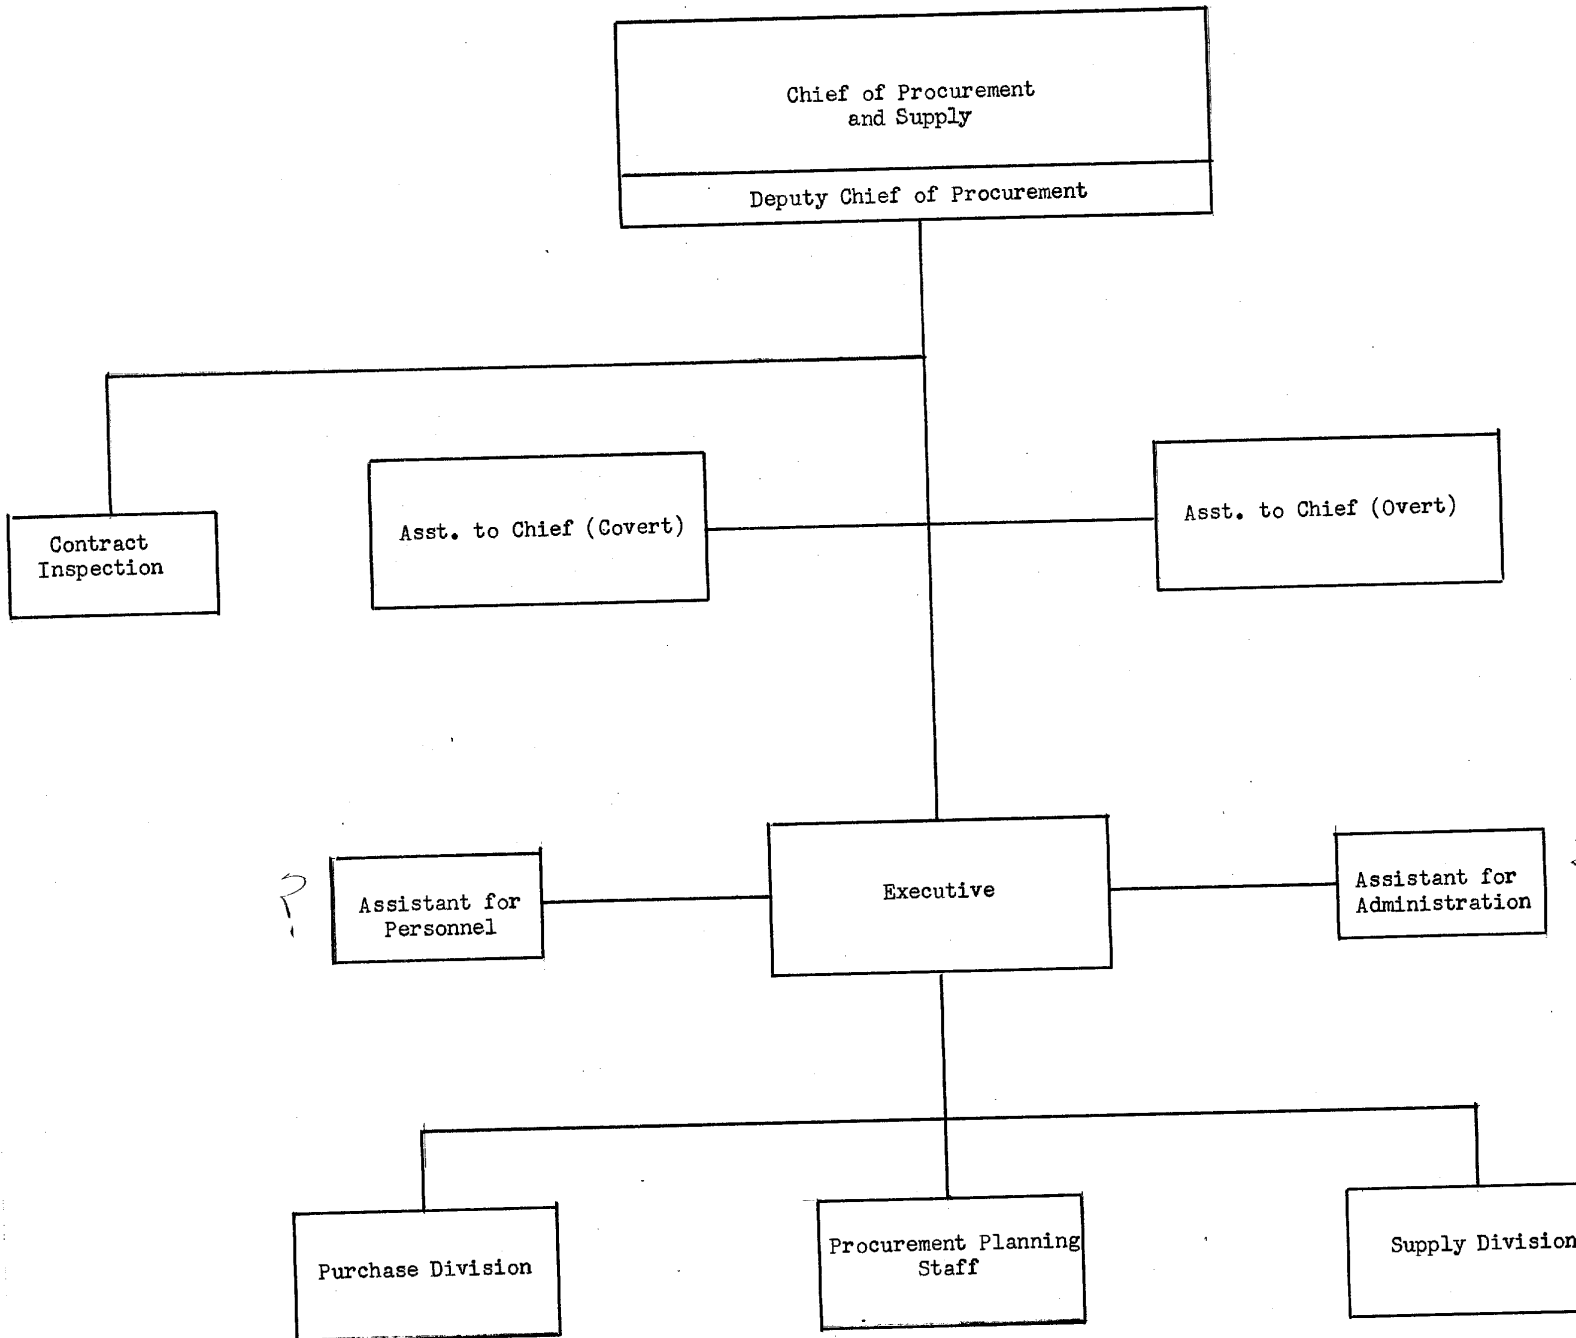 Chief of Procurement
and Supply
Deputy Chief of Procurement
Contract
Inspection
Asst. to Chief (Covert)
Asst. to Chief (Overt)
?
Assistant for
Personnel
Executive
Assistant for
Administration
Purchase Division
Procurement Planning
Staff
Supply Division